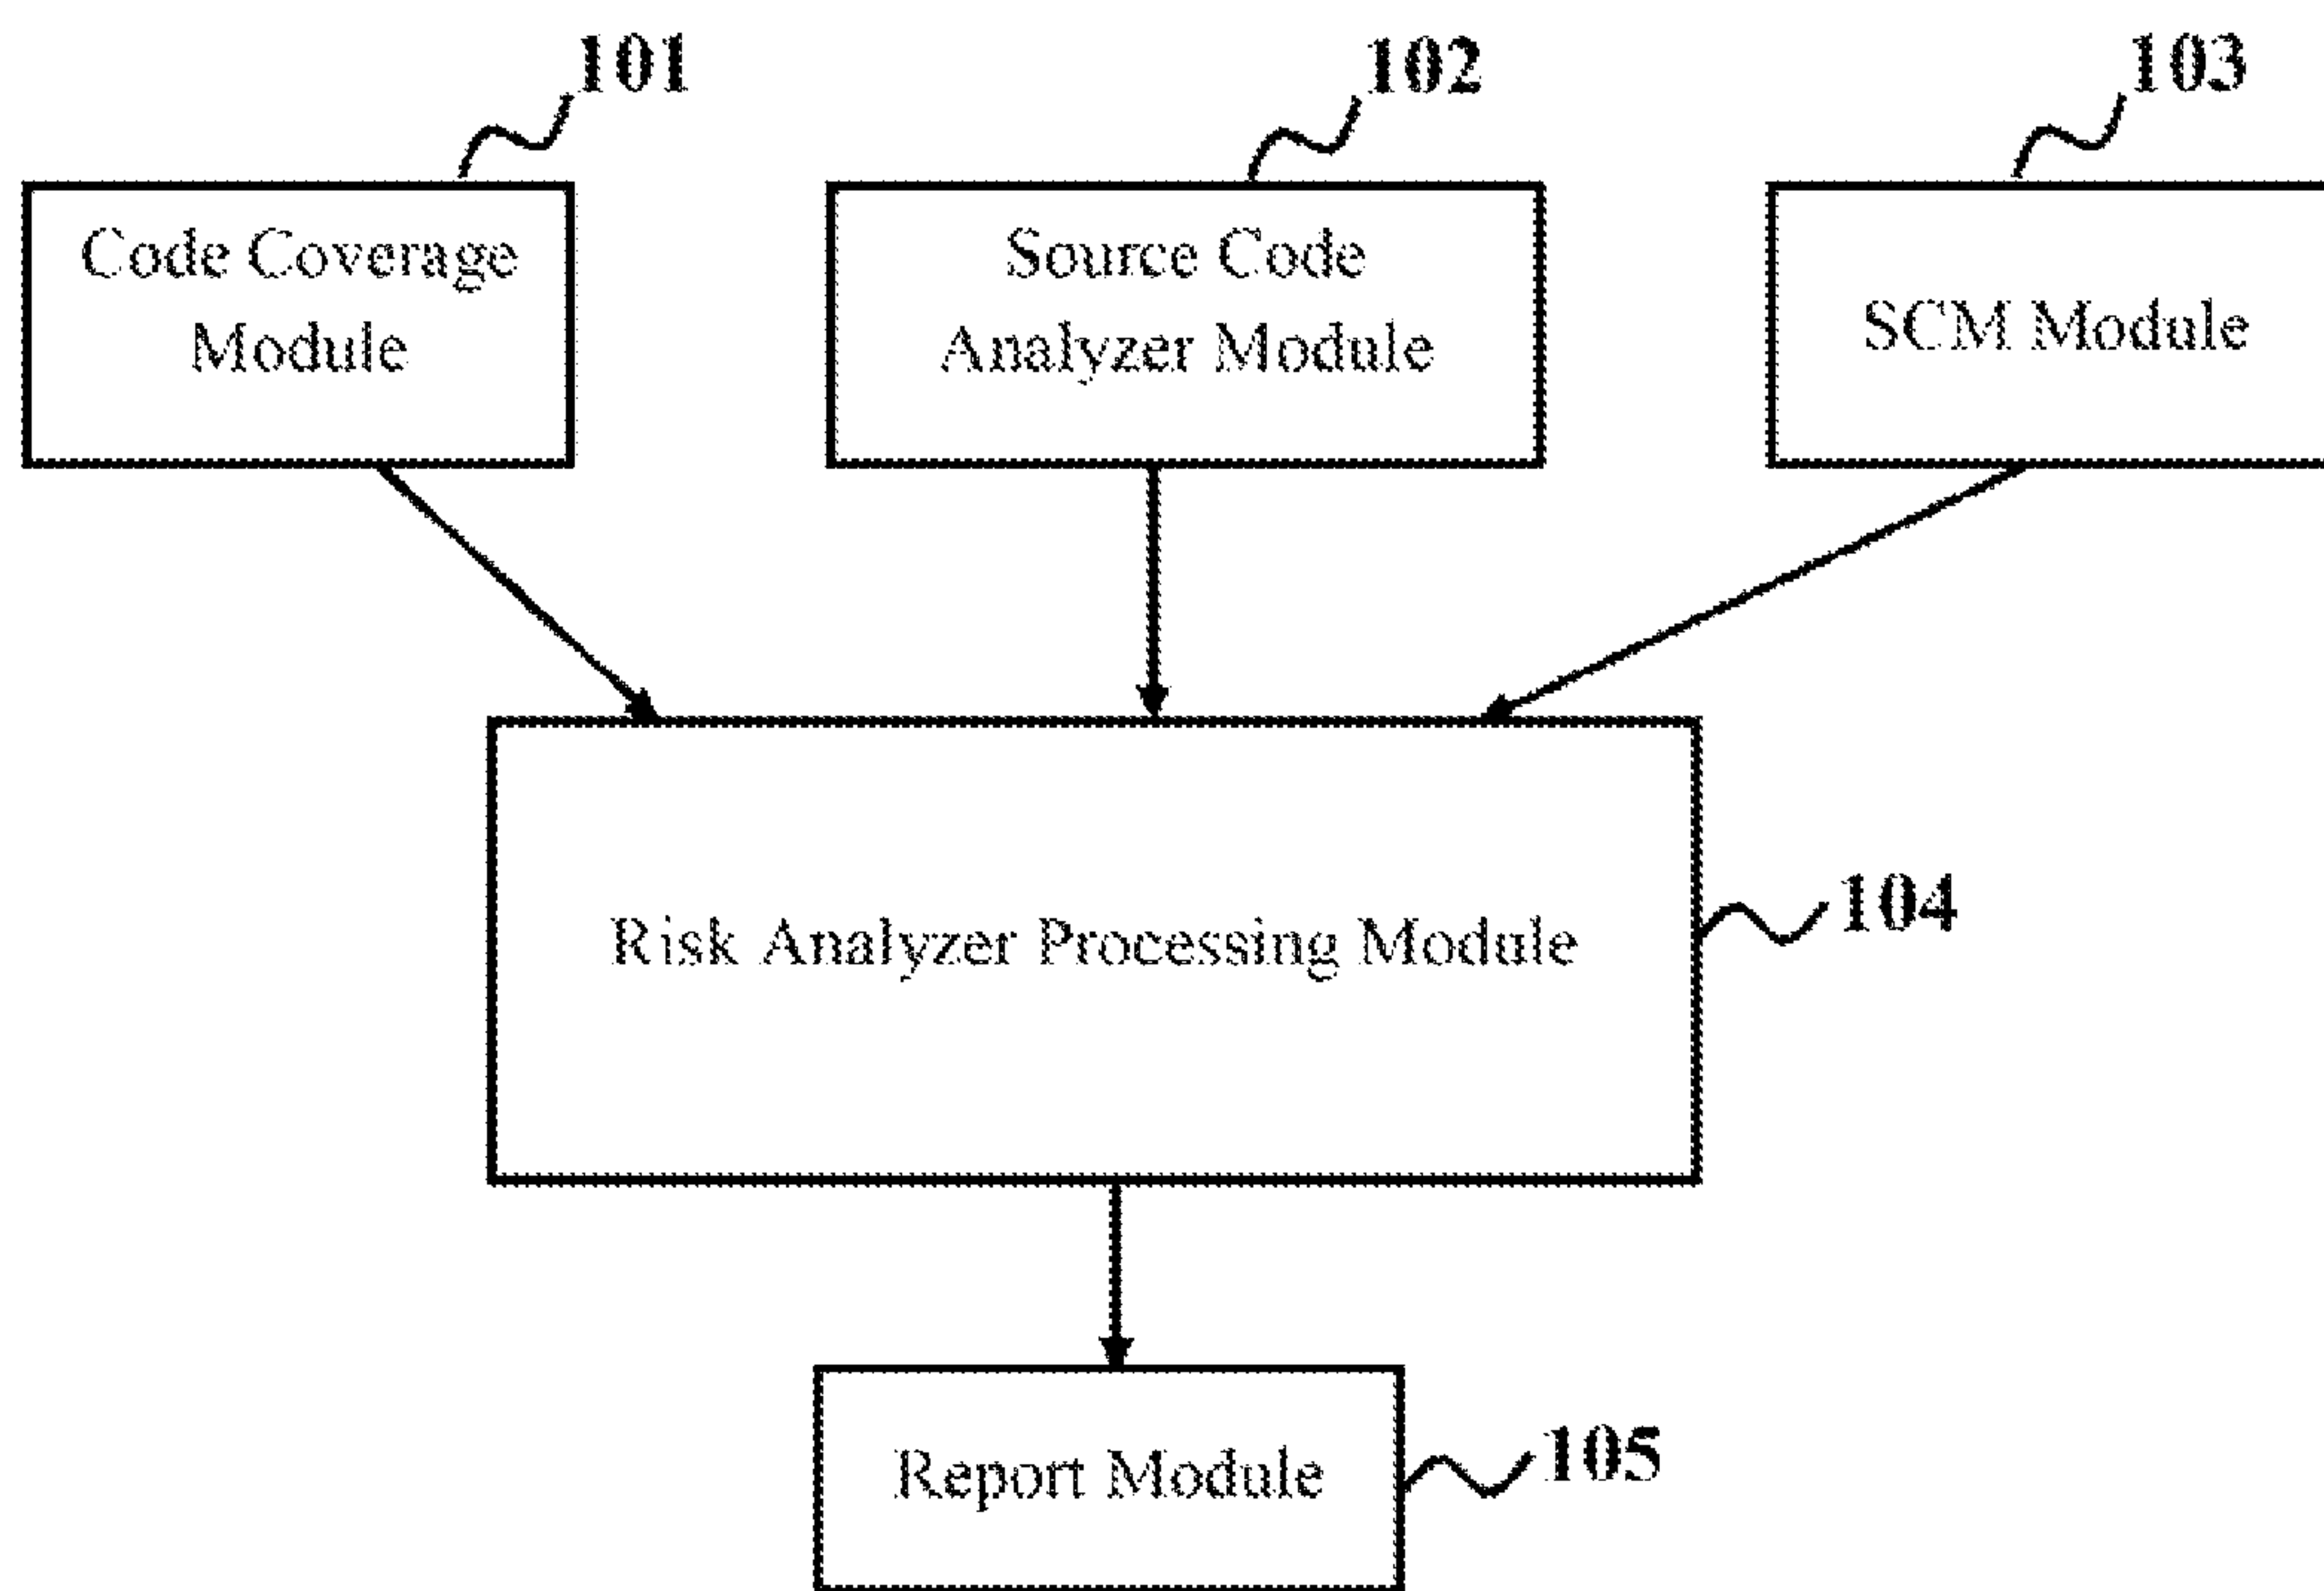 101
102
103
Code Coverage
Module
Source Code
Analyzer Module
SCM Module
Risk Analyzer Processing Module
104
Report Module
105